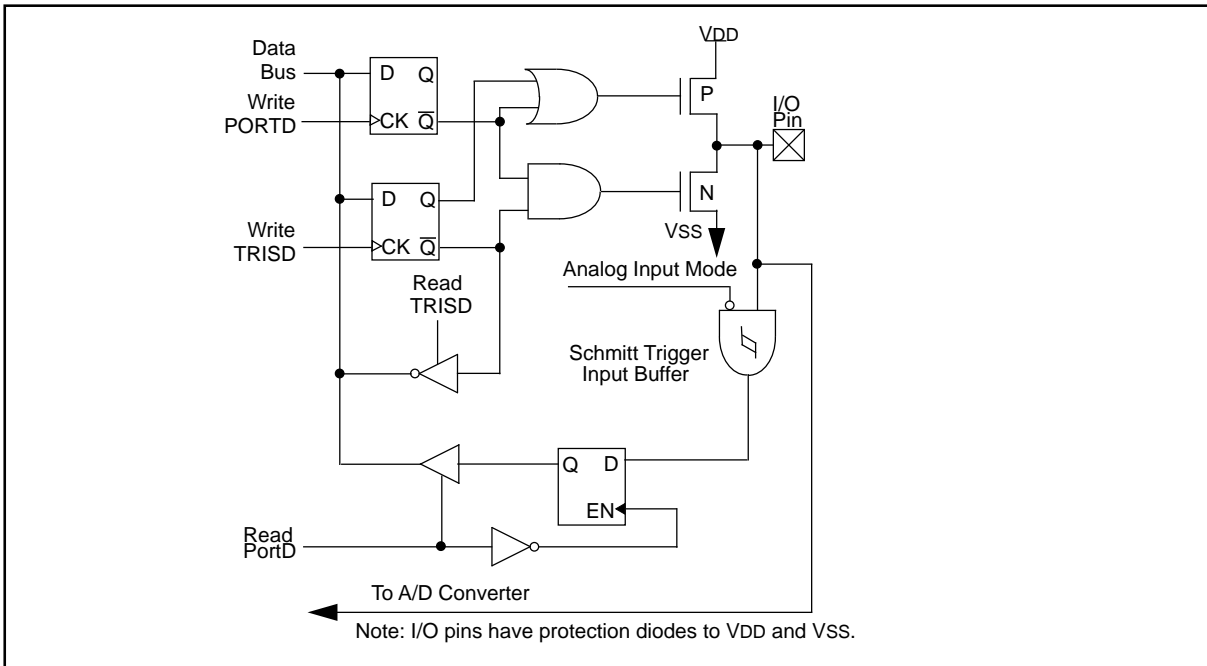 Data
Bus
D Q
Write
PORTD
CK Q̅
D Q
Write
TRISD
CK Q̅
VDD
P
I/O
Pin
N
VSS
Analog Input Mode
Read
TRISD
Schmitt Trigger
Input Buffer
Q D
EN
Read
PortD
To A/D Converter
Note: I/O pins have protection diodes to VDD and VSS.